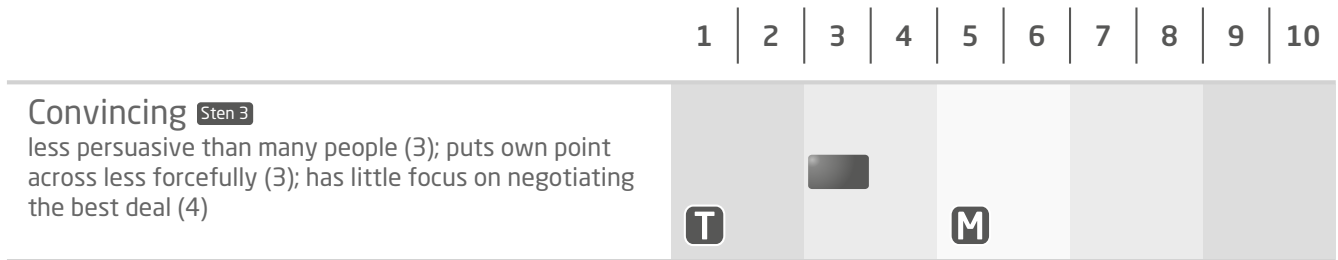 1 2 3 4 5 6 7 8 9 10
Convincing Sten 3
less persuasive than many people (3); puts own point
across less forcefully (3); has little focus on negotiating
the best deal (4)
T M